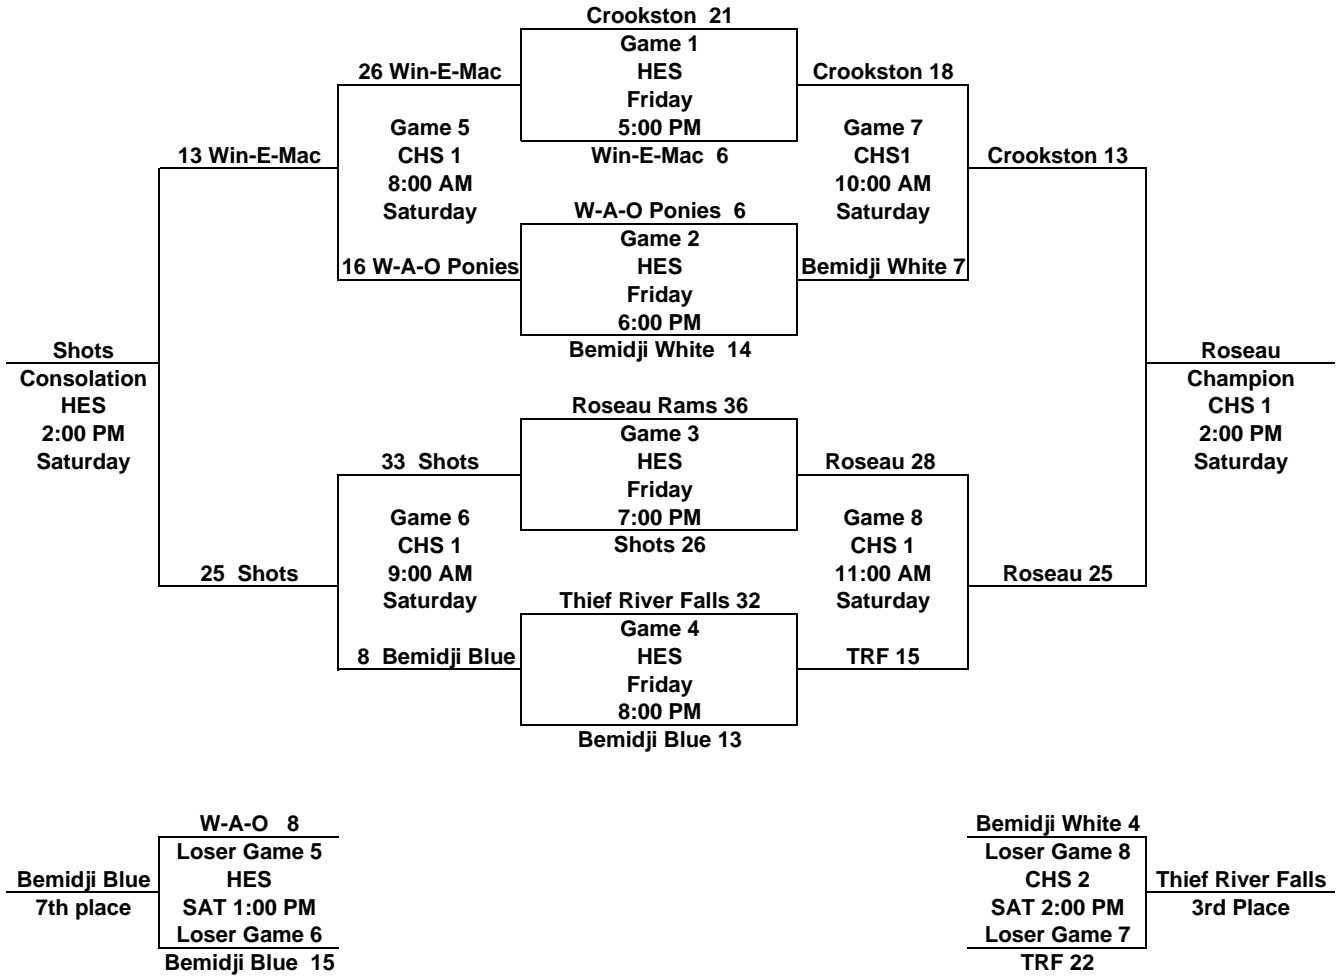 Crookston 21
Game 1
HES
Friday
5:00 PM
Win-E-Mac 6
26 Win-E-Mac
Crookston 18
Game 5
CHS 1
8:00 AM
Saturday
Game 7
CHS1
10:00 AM
Saturday
13 Win-E-Mac
Crookston 13
W-A-O Ponies 6
Game 2
HES
Friday
6:00 PM
Bemidji White 14
16 W-A-O Ponies
Bemidji White 7
Shots
Consolation
HES
2:00 PM
Saturday
Roseau
Champion
CHS 1
2:00 PM
Saturday
Roseau Rams 36
Game 3
HES
Friday
7:00 PM
Shots 26
33 Shots
Roseau 28
Game 6
CHS 1
9:00 AM
Saturday
Game 8
CHS 1
11:00 AM
Saturday
25 Shots
Roseau 25
Thief River Falls 32
Game 4
HES
Friday
8:00 PM
Bemidji Blue 13
8 Bemidji Blue
TRF 15
W-A-O 8
Loser Game 5
HES
SAT 1:00 PM
Loser Game 6
Bemidji Blue 15
Bemidji Blue
7th place
Bemidji White 4
Loser Game 8
CHS 2
SAT 2:00 PM
Loser Game 7
TRF 22
Thief River Falls
3rd Place